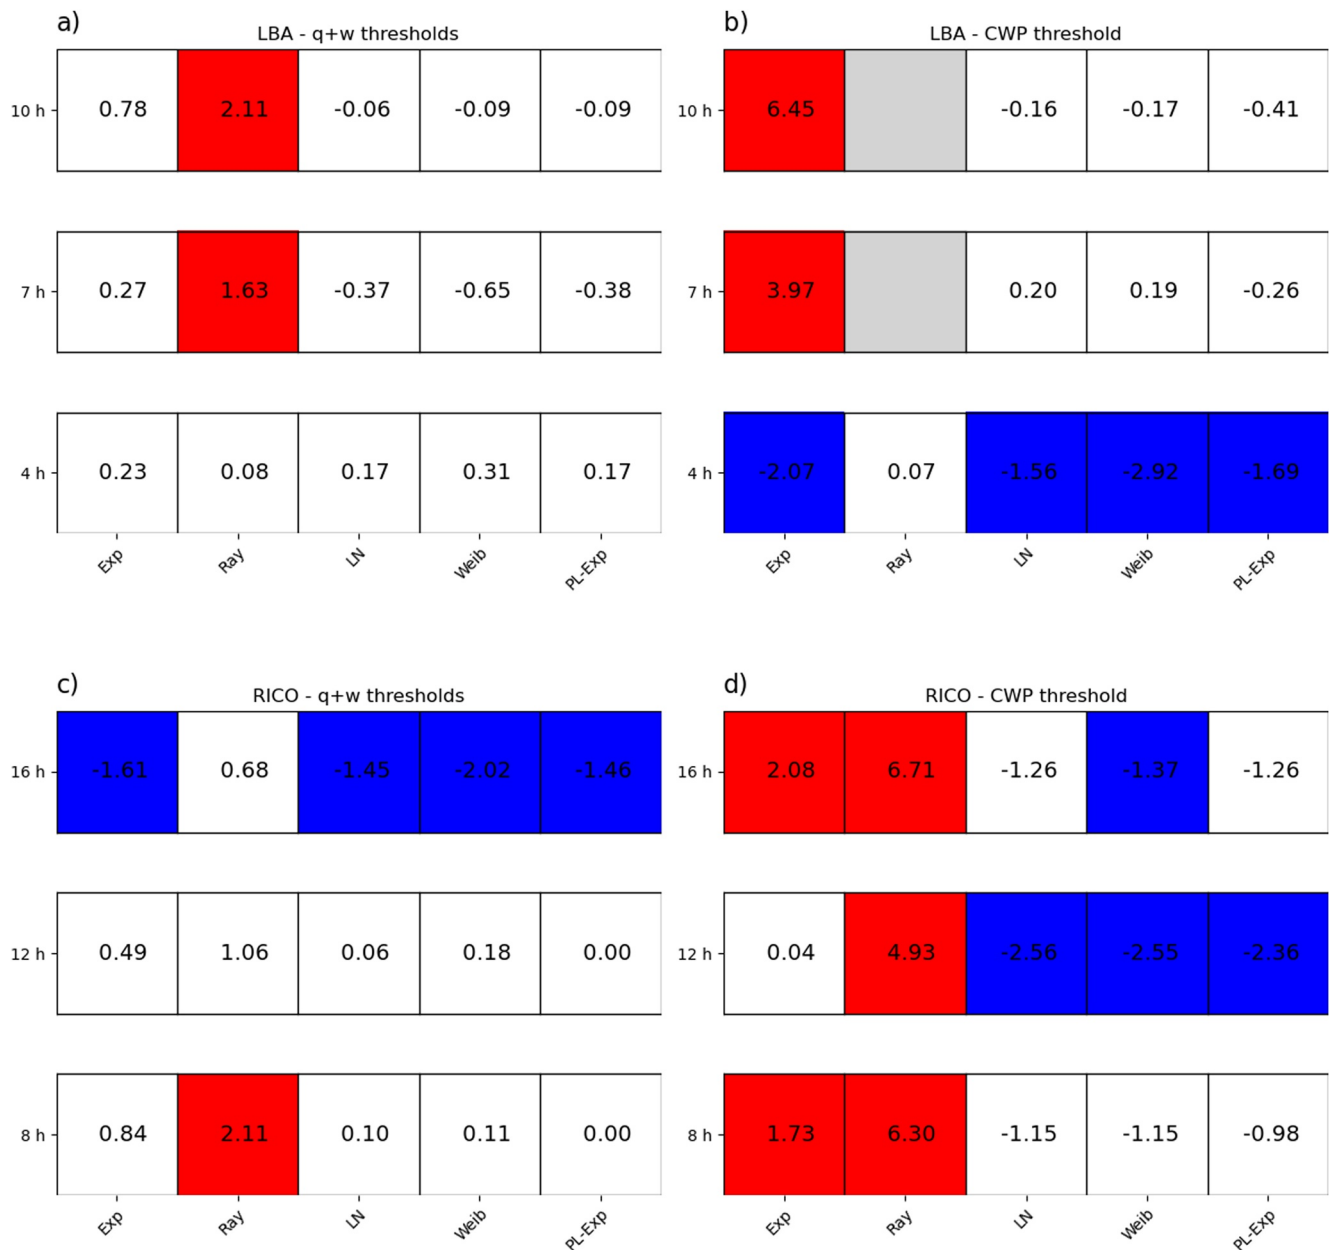 a)
LBA - q+w thresholds
10 h
0.78 2.11 -0.06 -0.09 -0.09
7 h
0.27 1.63 -0.37 -0.65 -0.38
4 h
0.23 0.08 0.17 0.31 0.17
Exp Ray LN Weib PL-Exp
b)
LBA - CWP threshold
10 h
6.45 -0.16 -0.17 -0.41
7 h
3.97 0.20 0.19 -0.26
4 h
-2.07 0.07 -1.56 -2.92 -1.69
Exp Ray LN Weib PL-Exp
c)
RICO - q+w thresholds
16 h
-1.61 0.68 -1.45 -2.02 -1.46
12 h
0.49 1.06 0.06 0.18 0.00
8 h
0.84 2.11 0.10 0.11 0.00
Exp Ray LN Weib PL-Exp
d)
RICO - CWP threshold
16 h
2.08 6.71 -1.26 -1.37 -1.26
12 h
0.04 4.93 -2.56 -2.55 -2.36
8 h
1.73 6.30 -1.15 -1.15 -0.98
Exp Ray LN Weib PL-Exp